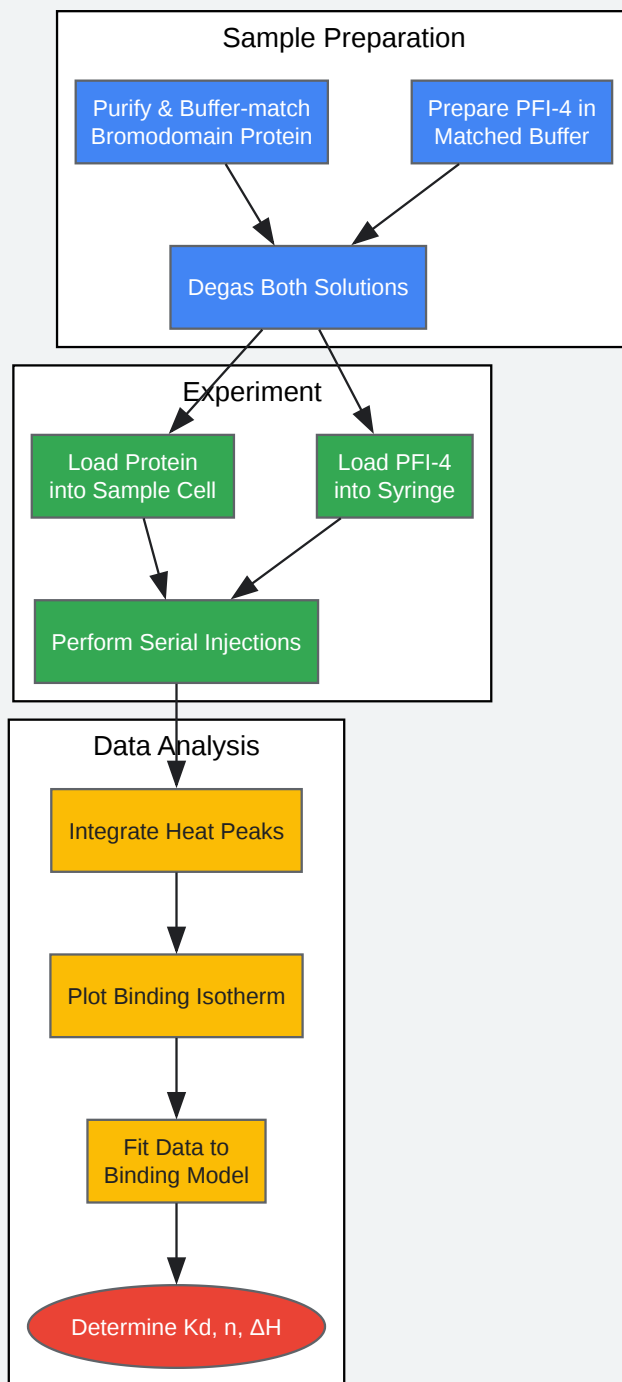 Sample Preparation
Purify & Buffer-match
Bromodomain Protein
Prepare PFI-4 in
Matched Buffer
Degas Both Solutions
Experiment
Load Protein
into Sample Cell
Load PFI-4
into Syringe
Perform Serial Injections
Data Analysis
Integrate Heat Peaks
Plot Binding Isotherm
Fit Data to
Binding Model
Determine Kd, n, ΔH